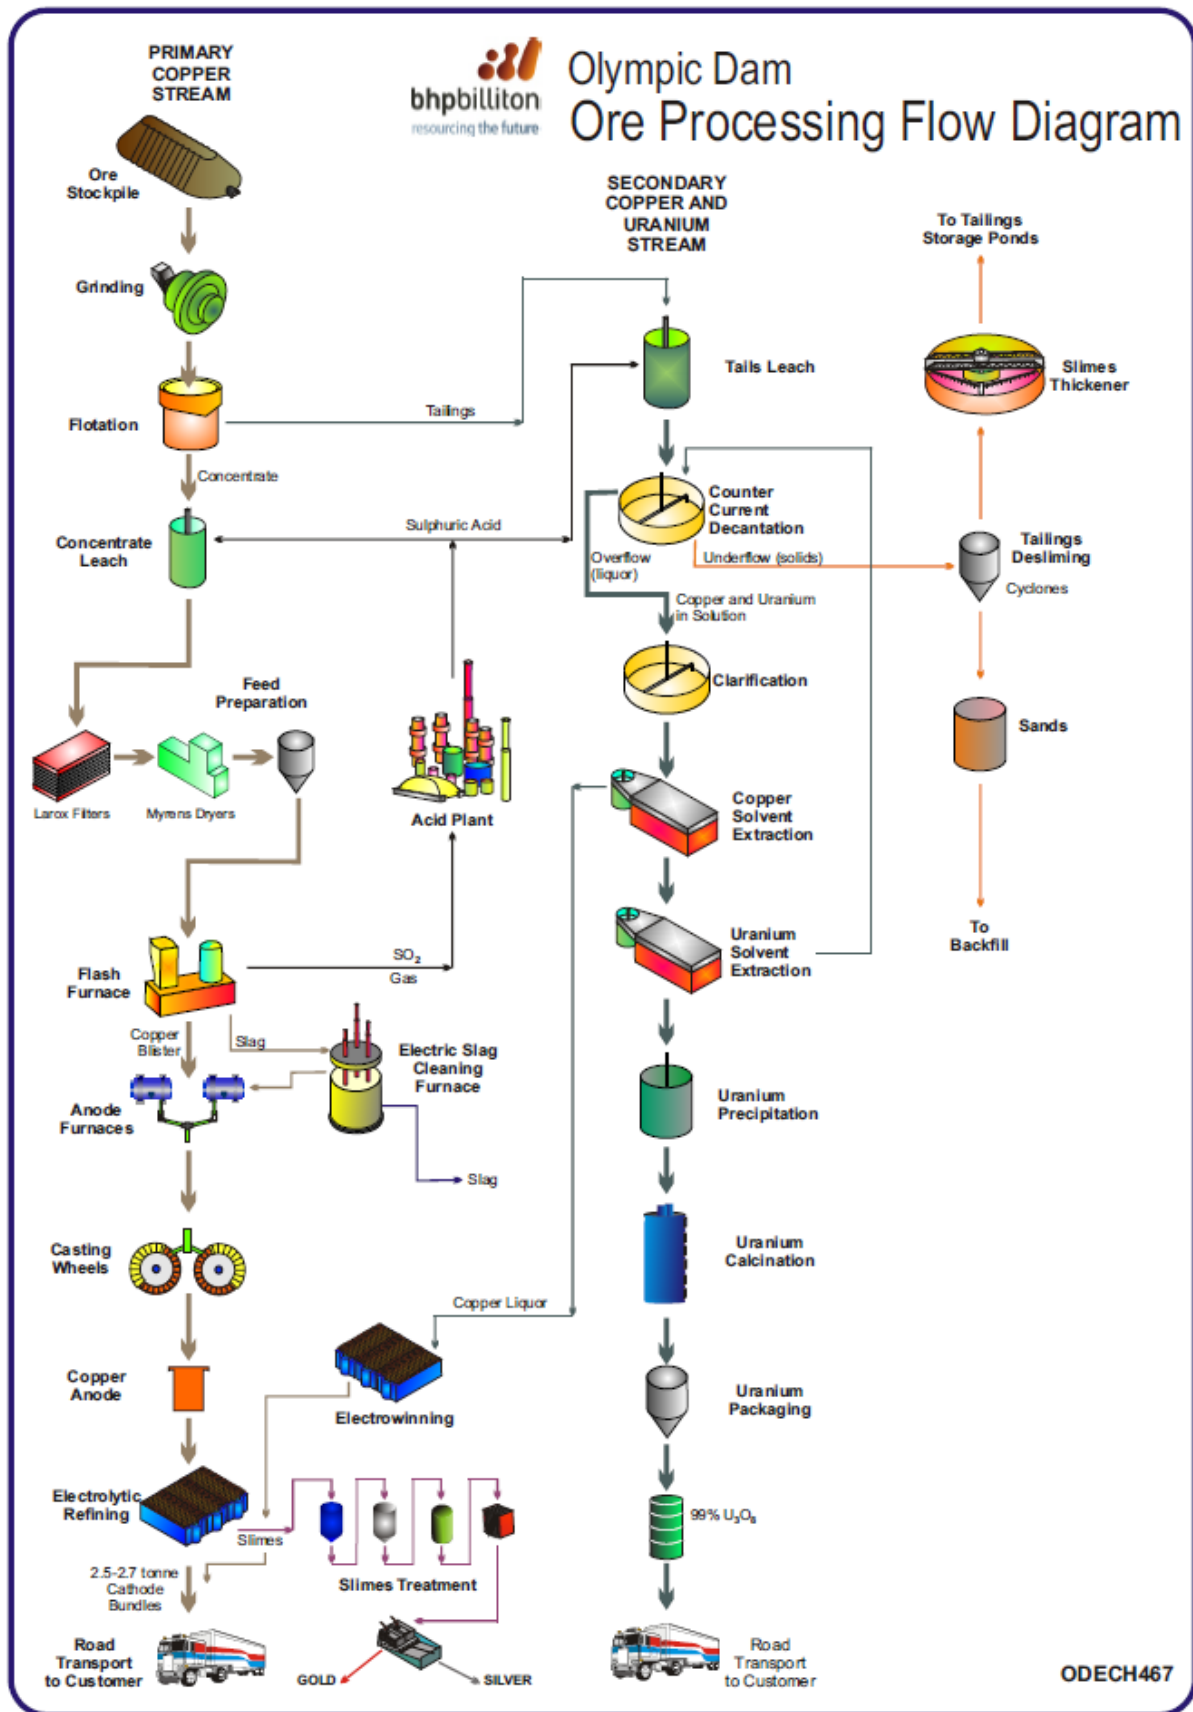 PRIMARY
COPPER
STREAM
bhpbilliton
resourcing the future
Olympic Dam
Ore Processing Flow Diagram
Ore
Stockpile
SECONDARY
COPPER AND
URANIUM
STREAM
To Tailings
Storage Ponds
Grinding
Tails Leach
Slimes
Thickener
Flotation
Tailings
Concentrate
Counter
Current
Decantation
Concentrate
Leach
Sulphuric Acid
Overflow
(liquor)
Underflow (solids)
Tailings
Desliming
Cyclones
Copper and Uranium
in Solution
Feed
Preparation
Clarification
Sands
Larox Filters
Myrens Dryers
Acid Plant
Copper
Solvent
Extraction
Flash
Furnace
SO₂
Gas
Uranium
Solvent
Extraction
To
Backfill
Copper
Blister
Slag
Electric Slag
Cleaning
Furnace
Anode
Furnaces
Uranium
Precipitation
Slag
Casting
Wheels
Uranium
Calcination
Copper Liquor
Copper
Anode
Electrowinning
Uranium
Packaging
Electrolytic
Refining
Slimes
99% U₃O₈
2.5-2.7 tonne
Cathode
Bundles
Slimes Treatment
Road
Transport
to Customer
GOLD
SILVER
Road
Transport
to Customer
ODECH467